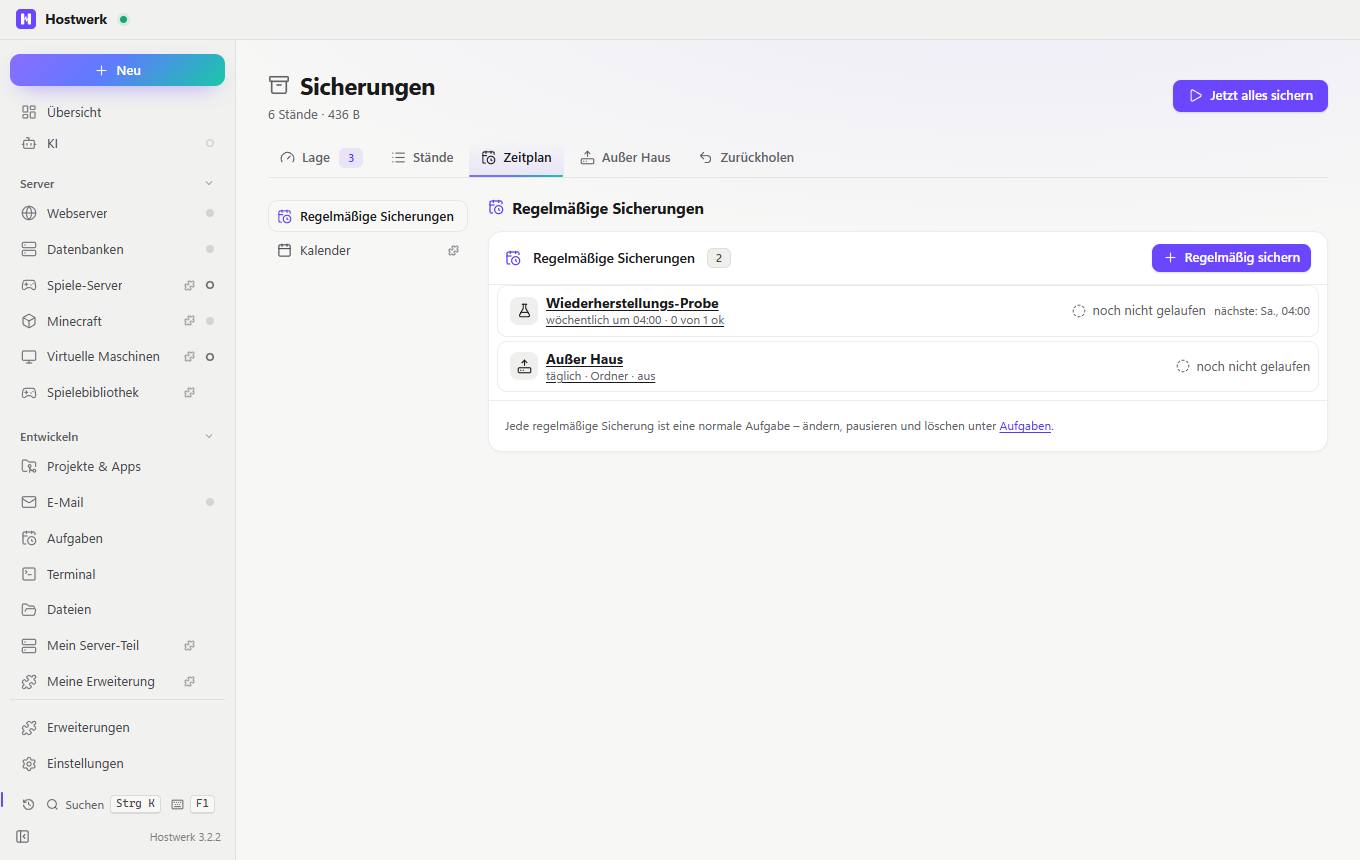 Hostwerk
Neu
Übersicht
KI
Server
Webserver
Datenbanken
Spiele-Server
Minecraft
Virtuelle Maschinen
Spielebibliothek
Entwickeln
Projekte & Apps
E-Mail
Aufgaben
Terminal
Dateien
Mein Server-Teil
Meine Erweiterung
Erweiterungen
Einstellungen
Suchen Strg K F1
Hostwerk 3.2.2
Sicherungen
6 Stände · 436 B
Jetzt alles sichern
Lage 3 Stände Zeitplan Außer Haus Zurückholen
Regelmäßige Sicherungen
Kalender
Regelmäßige Sicherungen
Regelmäßige Sicherungen 2 Regelmäßig sichern
Wiederherstellungs-Probe
wöchentlich um 04:00 · 0 von 1 ok
noch nicht gelaufen nächste: Sa., 04:00
Außer Haus
täglich · Ordner · aus
noch nicht gelaufen
Jede regelmäßige Sicherung ist eine normale Aufgabe – ändern, pausieren und löschen unter Aufgaben.